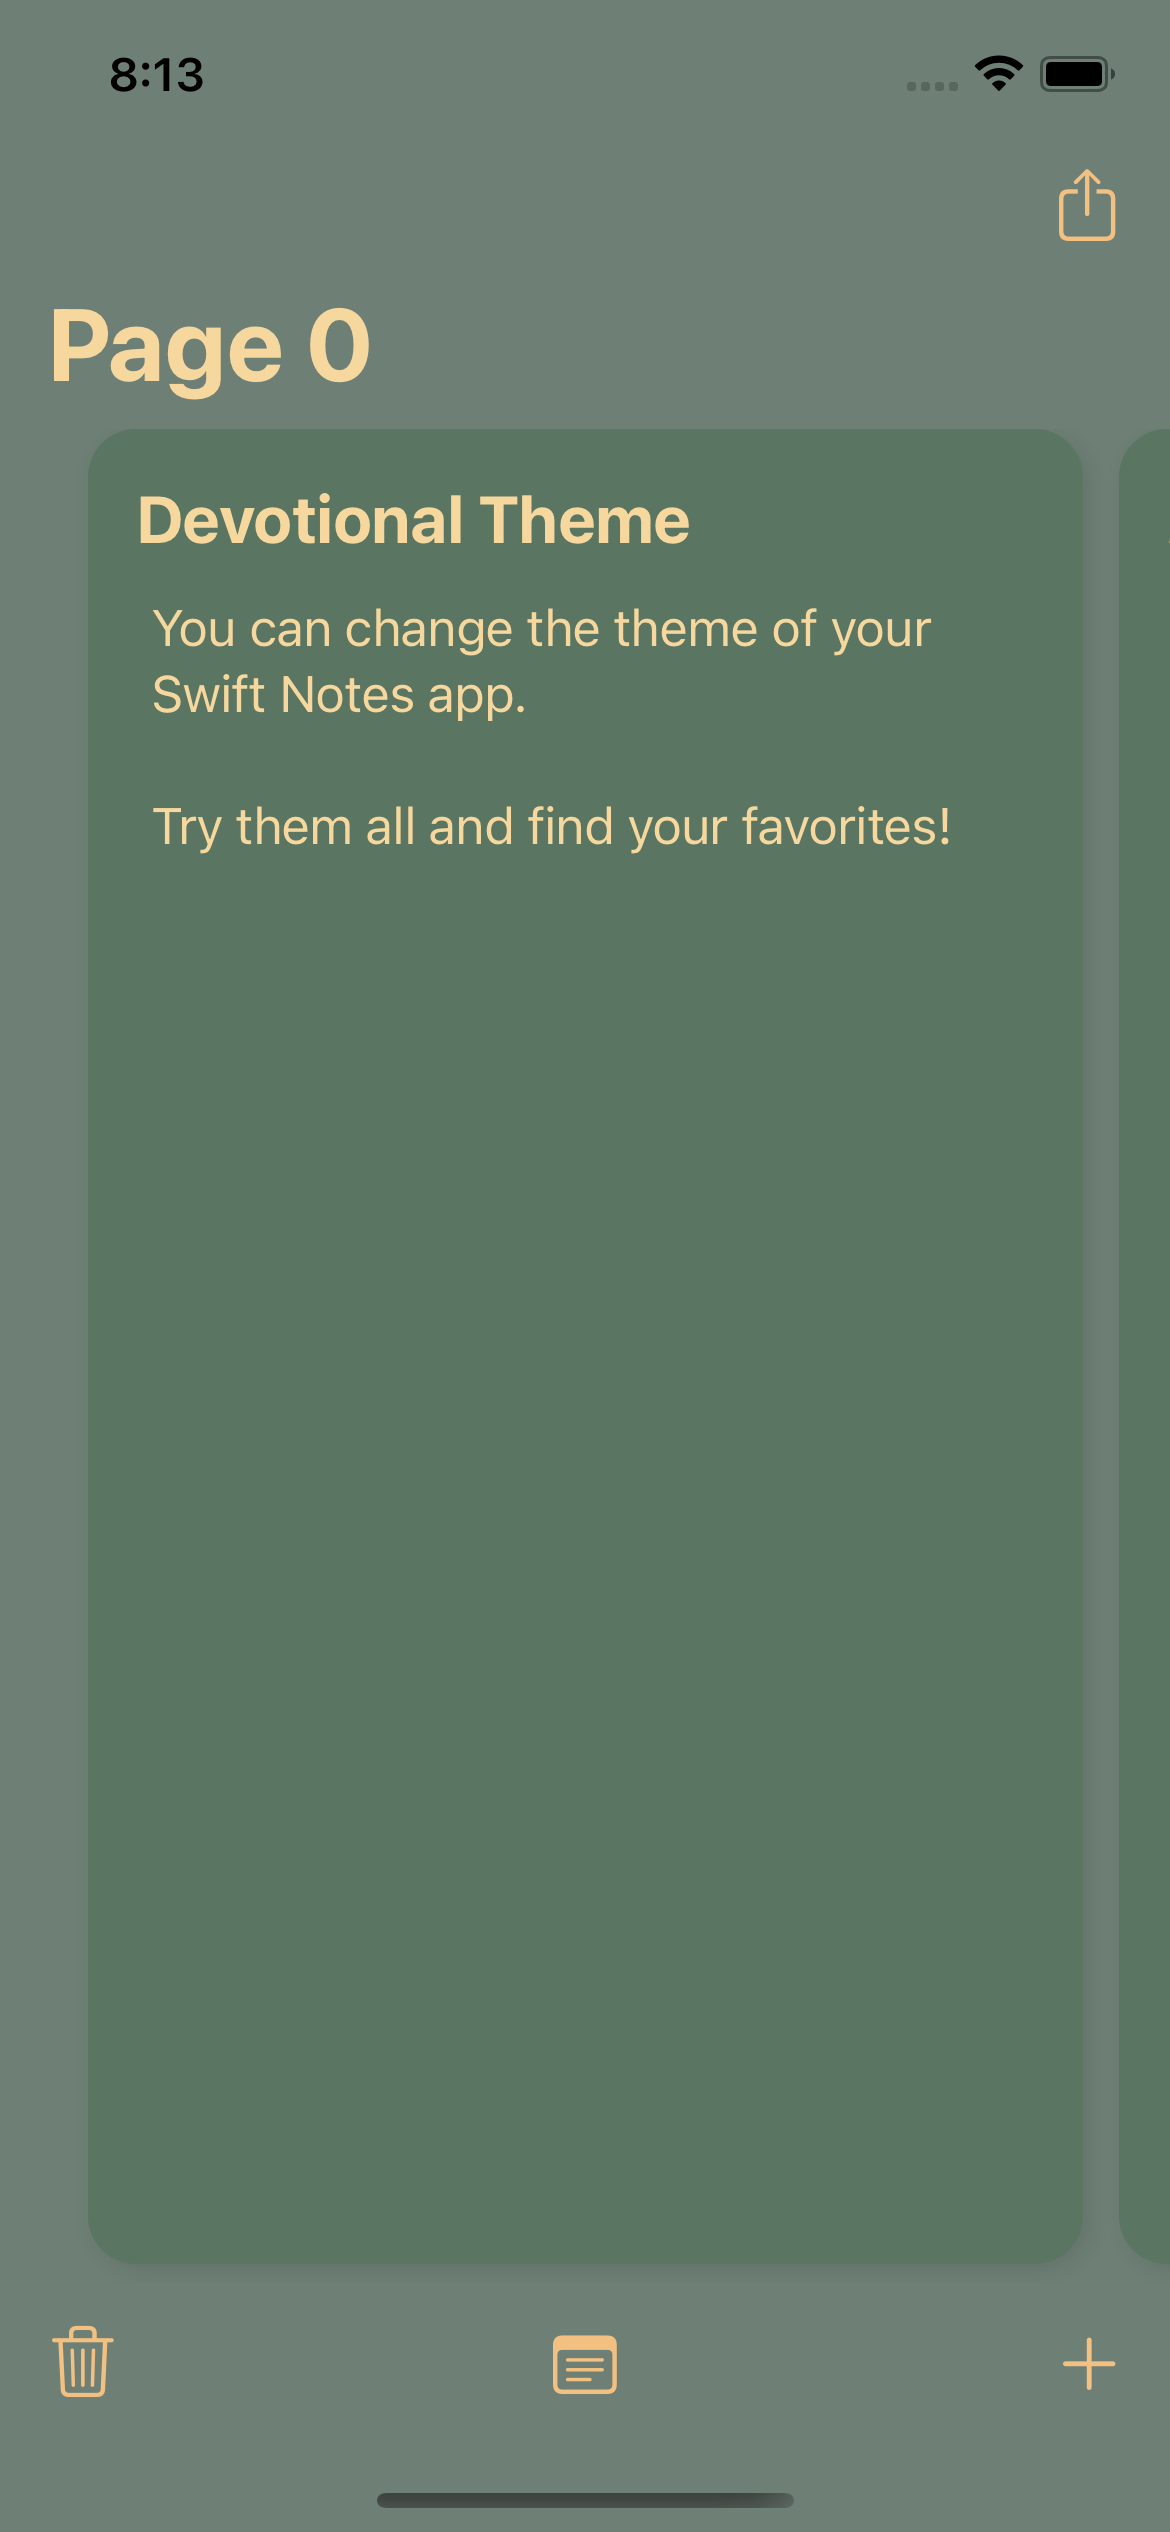 8:13
Page 0
Devotional Theme
You can change the theme of your
Swift Notes app.
Try them all and find your favorites!